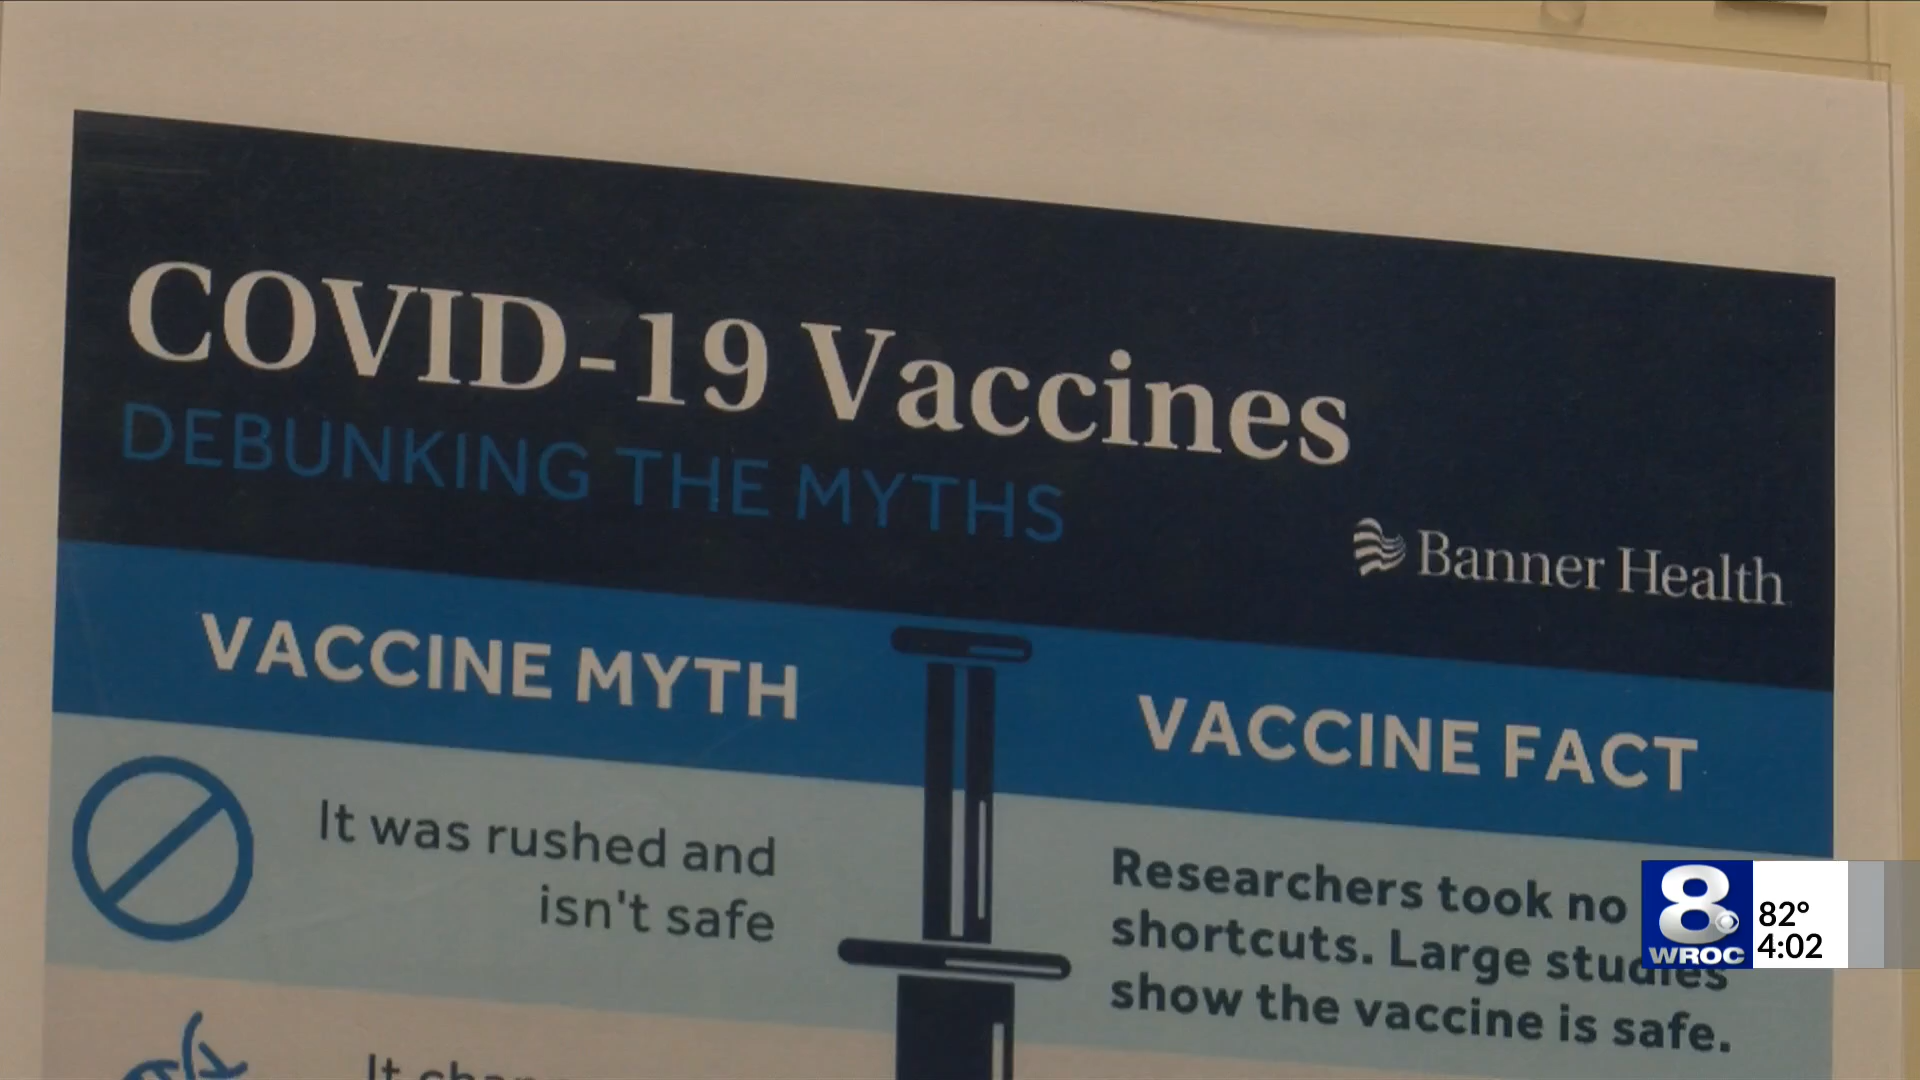 COVID-19 Vaccines
DEBUNKING THE MYTHS
Banner Health
VACCINE MYTH
VACCINE FACT
It was rushed and
isn't safe
Researchers took no
shortcuts. Large studies
show the vaccine is safe.
8
WROC
82°
4:02
It